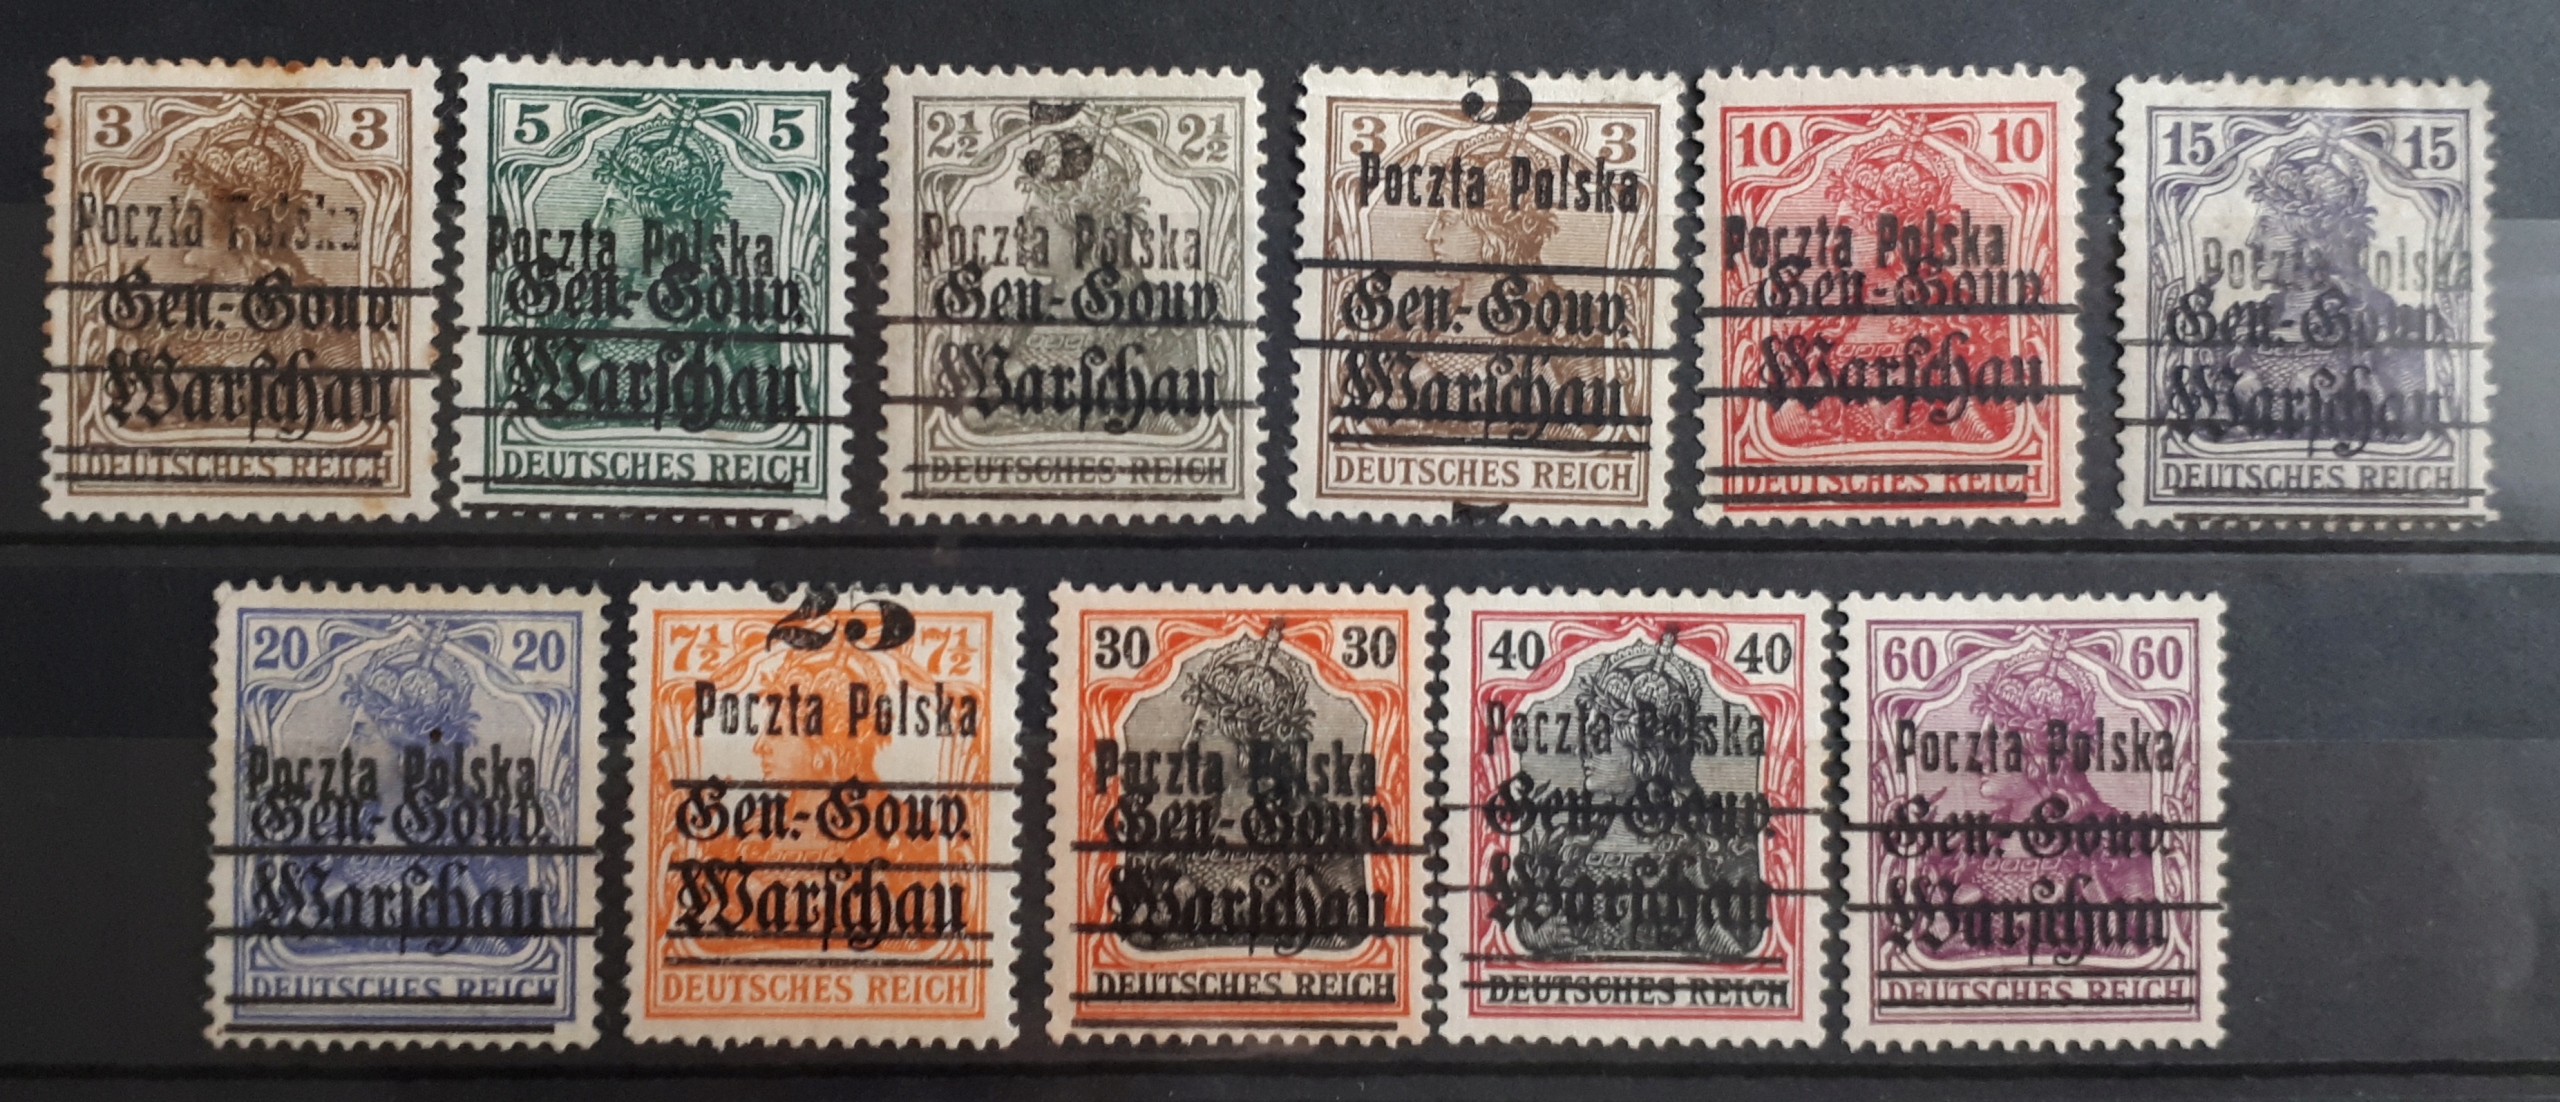 3 3
Poczta Polska
Gen.-Gouv.
Warschau
DEUTSCHES REICH
5 5
Poczta Polska
Gen.-Gouv.
Warschau
DEUTSCHES REICH
5
2½ 2½
Poczta Polska
Gen.-Gouv.
Warschau
DEUTSCHES REICH
5
3 3
Poczta Polska
Gen.-Gouv.
Warschau
DEUTSCHES REICH
10 10
Poczta Polska
Gen.-Gouv.
Warschau
DEUTSCHES REICH
15 15
Poczta Polska
Gen.-Gouv.
Warschau
DEUTSCHES REICH
20 20
Poczta Polska
Gen.-Gouv.
Warschau
DEUTSCHES REICH
25
7½ 7½
Poczta Polska
Gen.-Gouv.
Warschau
DEUTSCHES REICH
30 30
Poczta Polska
Gen.-Gouv.
Warschau
DEUTSCHES REICH
40 40
Poczta Polska
Gen.-Gouv.
Warschau
DEUTSCHES REICH
60 60
Poczta Polska
Gen.-Gouv.
Warschau
DEUTSCHES REICH